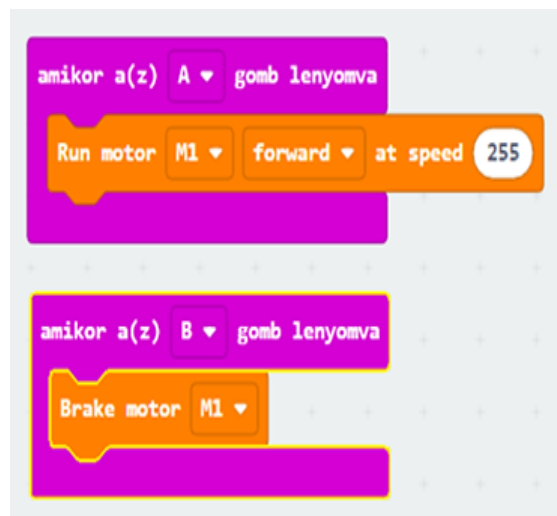 amikor a(z) A gomb lenyomva
Run motor M1 forward at speed 255
amikor a(z) B gomb lenyomva
Brake motor M1